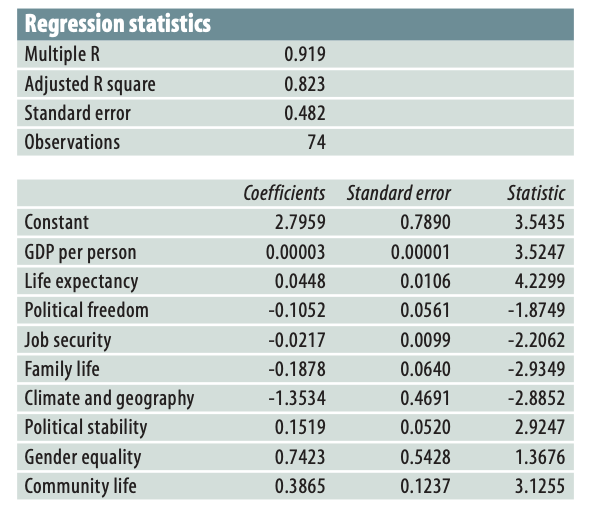 Regression statistics
Multiple R 0.919
Adjusted R square 0.823
Standard error 0.482
Observations 74
Coefficients Standard error Statistic
Constant 2.7959 0.7890 3.5435
GDP per person 0.00003 0.00001 3.5247
Life expectancy 0.0448 0.0106 4.2299
Political freedom -0.1052 0.0561 -1.8749
Job security -0.0217 0.0099 -2.2062
Family life -0.1878 0.0640 -2.9349
Climate and geography -1.3534 0.4691 -2.8852
Political stability 0.1519 0.0520 2.9247
Gender equality 0.7423 0.5428 1.3676
Community life 0.3865 0.1237 3.1255